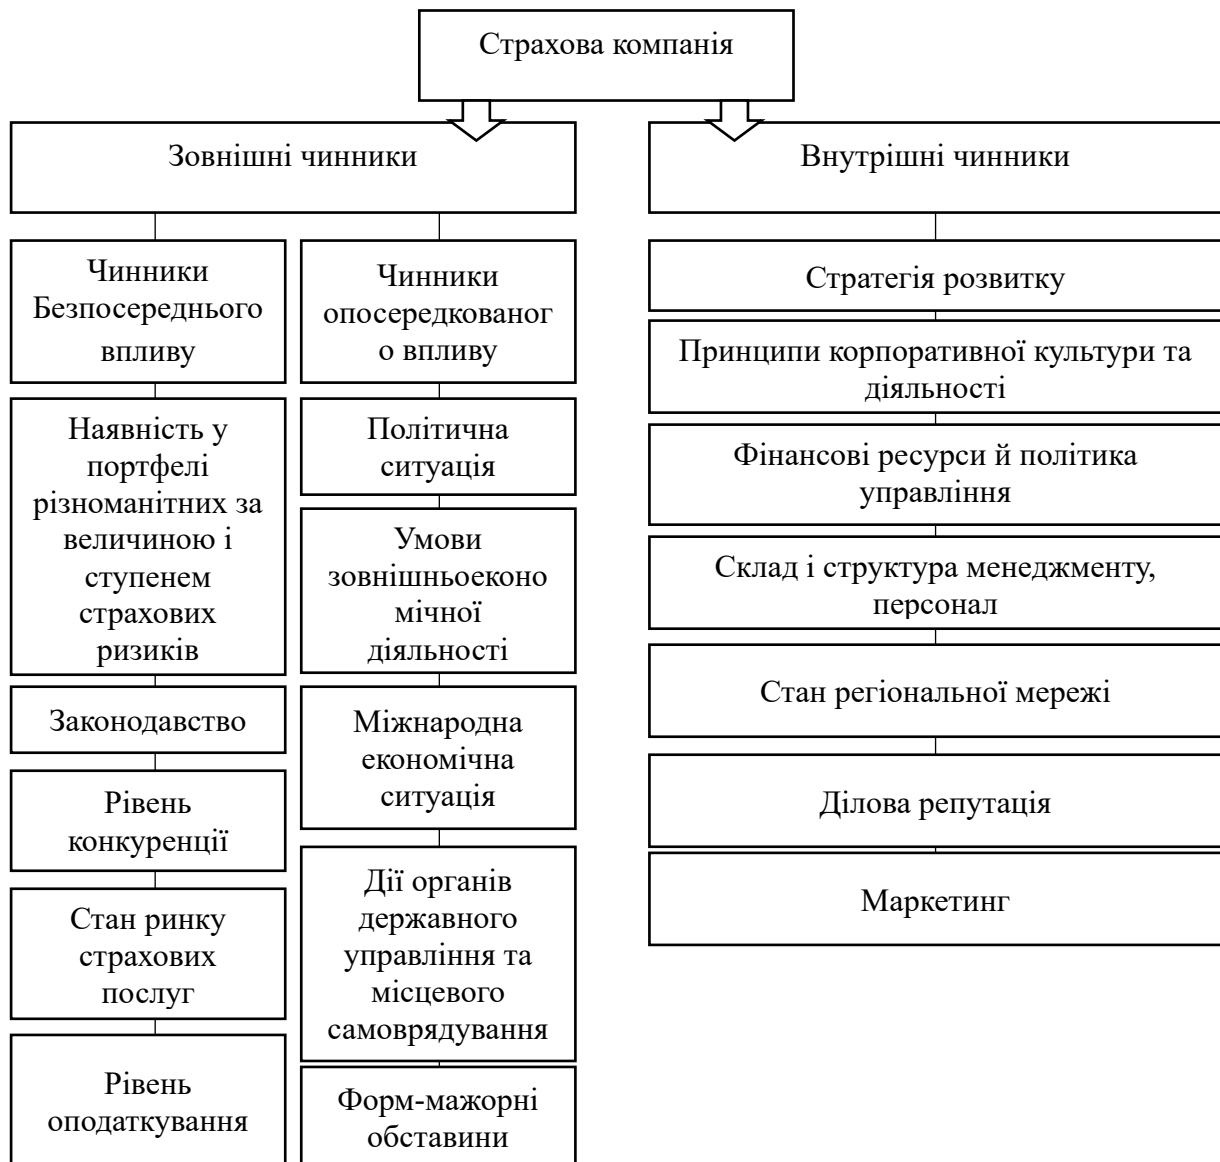 Страхова компанія
Зовнішні чинники
Внутрішні чинники
Чинники
Безпосереднього
впливу
Наявність у
портфелі
різноманітних за
величиною і
ступенем
страхових
ризиків
Законодавство
Рівень
конкуренції
Стан ринку
страхових
послуг
Рівень
оподаткування
Чинники
опосередкованог
о впливу
Політична
ситуація
Умови
зовнішньоеконо
мічної
діяльності
Міжнародна
економічна
ситуація
Дії органів
державного
управління та
місцевого
самоврядування
Форм-мажорні
обставини
Стратегія розвитку
Принципи корпоративної культури та
діяльності
Фінансові ресурси й політика
управління
Склад і структура менеджменту,
персонал
Стан регіональної мережі
Ділова репутація
Маркетинг